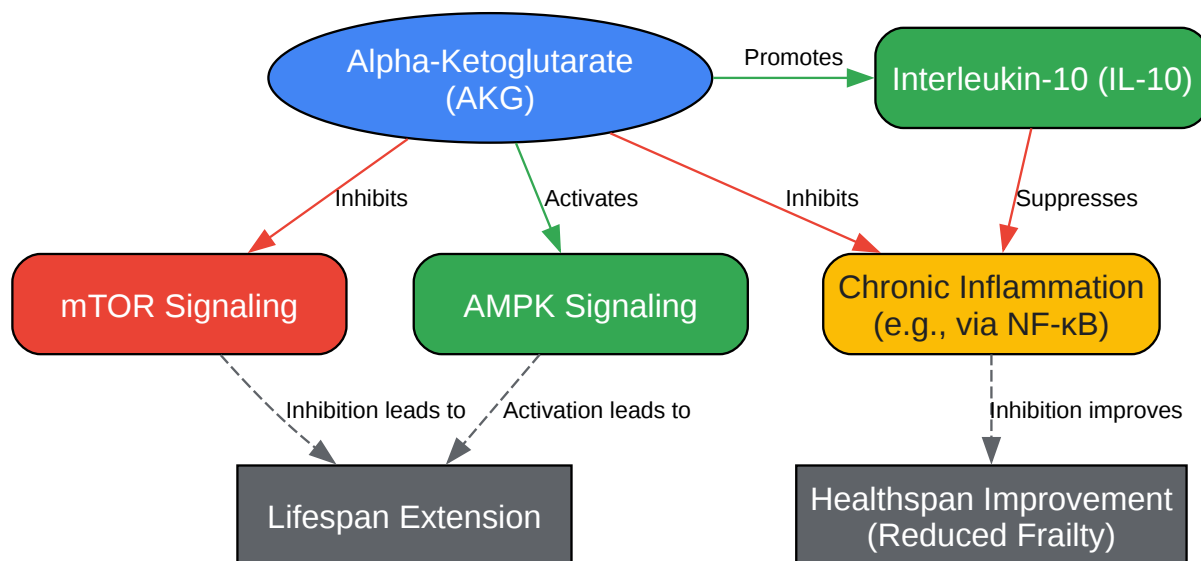 Alpha-Ketoglutarate
(AKG)
Promotes
Interleukin-10 (IL-10)
Inhibits
Activates
Inhibits
Suppresses
mTOR Signaling
AMPK Signaling
Chronic Inflammation
(e.g., via NF-κB)
Inhibition leads to
Activation leads to
Inhibition improves
Lifespan Extension
Healthspan Improvement
(Reduced Frailty)